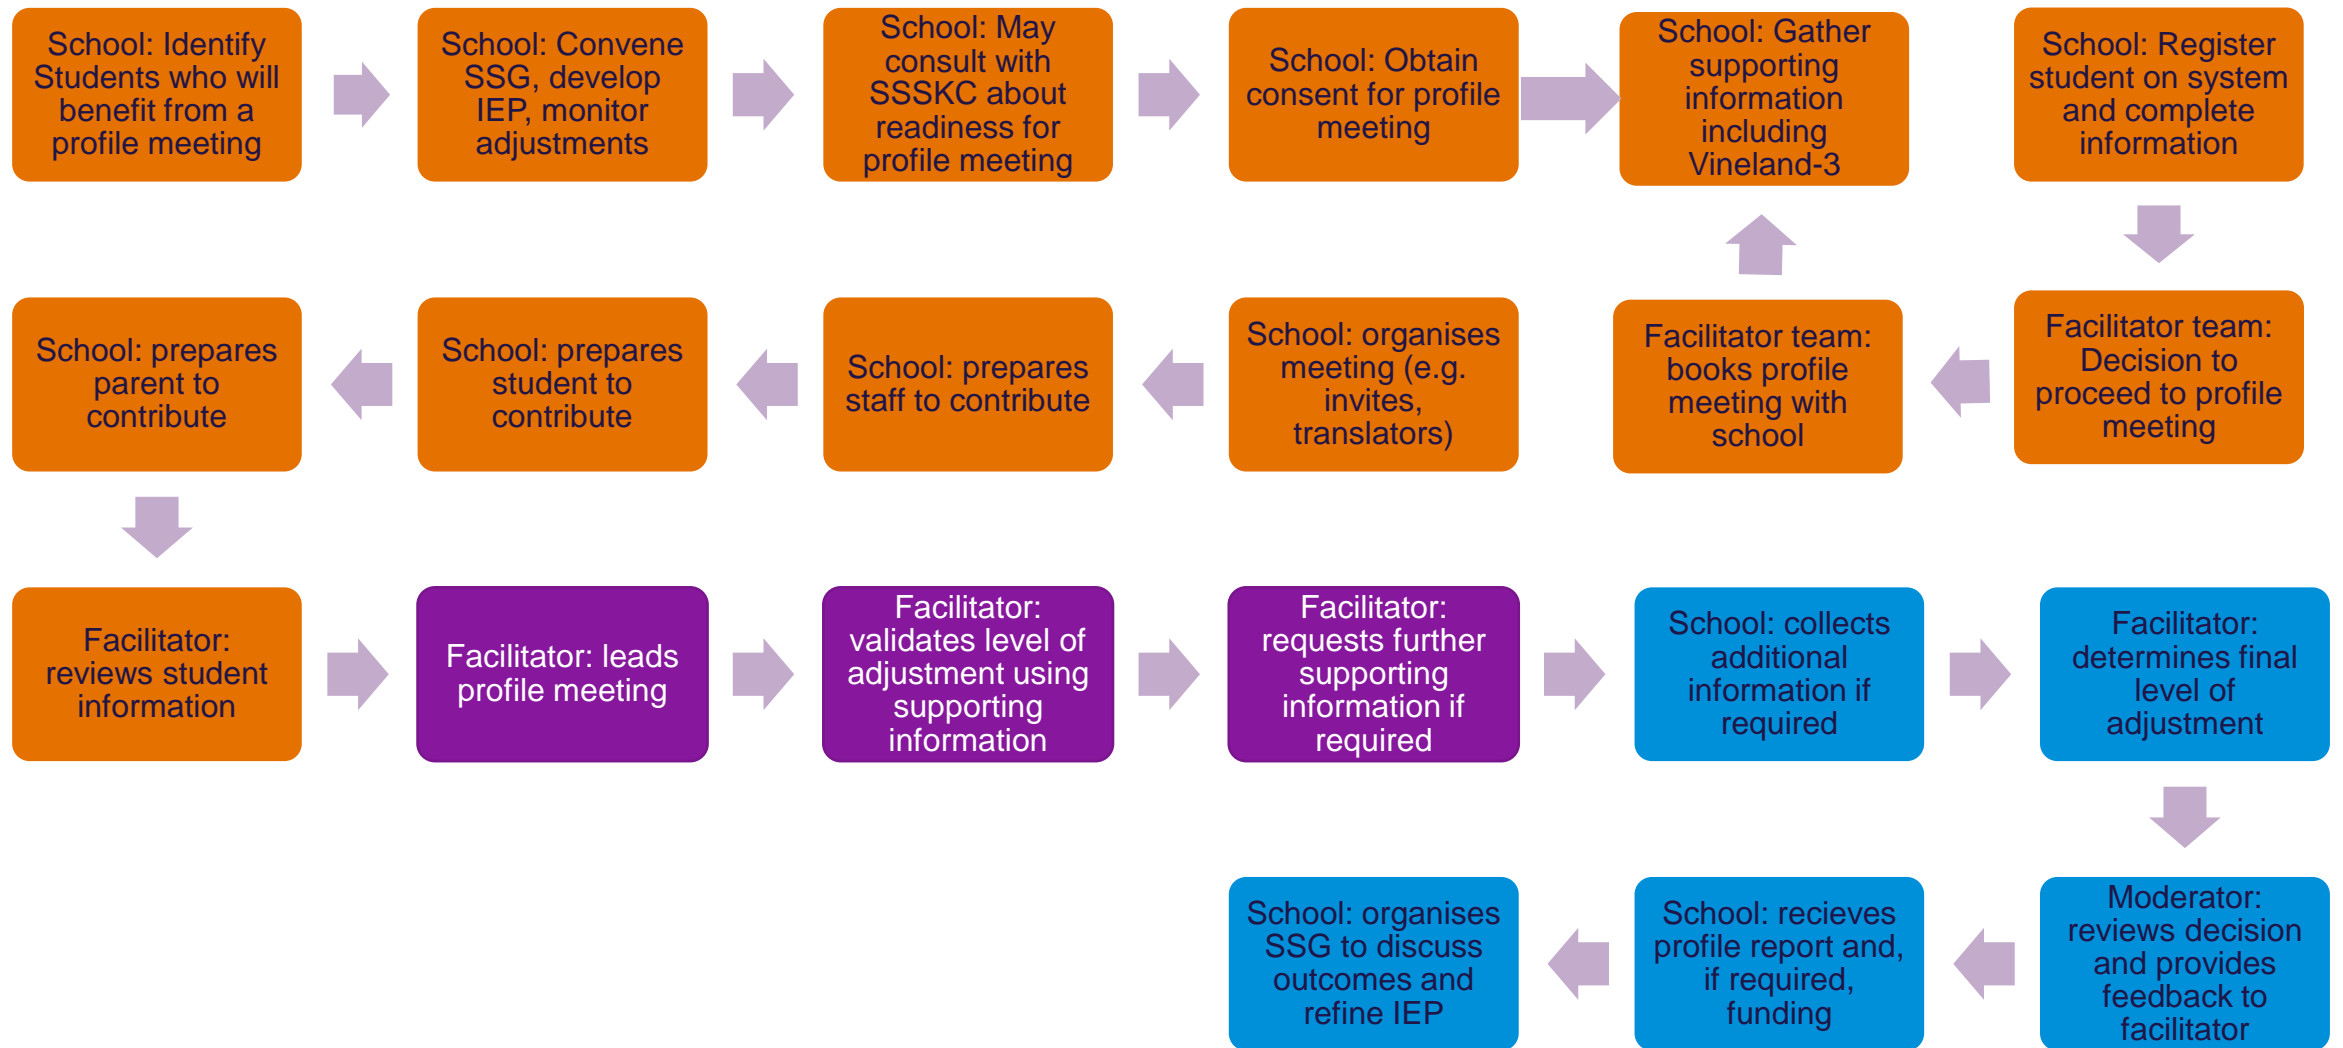 School: Identify
Students who will
benefit from a
profile meeting
School: Convene
SSG, develop
IEP, monitor
adjustments
School: May
consult with
SSSKC about
readiness for
profile meeting
School: Obtain
consent for profile
meeting
School: Gather
supporting
information
including
Vineland-3
School: Register
student on system
and complete
information
School: prepares
parent to
contribute
School: prepares
student to
contribute
School: prepares
staff to contribute
School: organises
meeting (e.g.
invites,
translators)
Facilitator team:
books profile
meeting with
school
Facilitator team:
Decision to
proceed to profile
meeting
Facilitator:
reviews student
information
Facilitator: leads
profile meeting
Facilitator:
validates level of
adjustment using
supporting
information
Facilitator:
requests further
supporting
information if
required
School: collects
additional
information if
required
Facilitator:
determines final
level of
adjustment
School: organises
SSG to discuss
outcomes and
refine IEP
School: recieves
profile report and,
if required,
funding
Moderator:
reviews decision
and provides
feedback to
facilitator